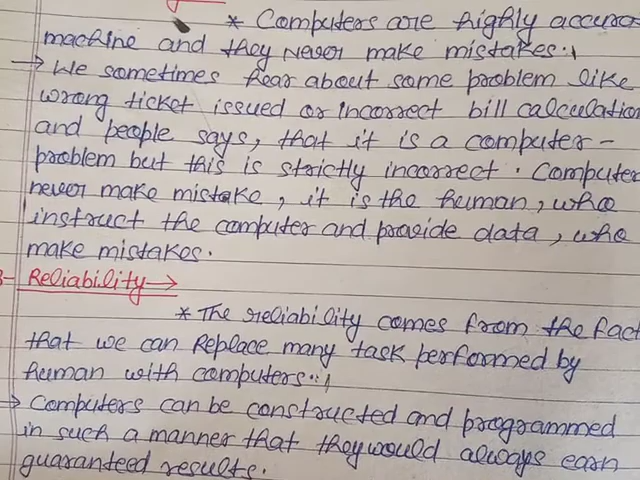 * Computers are highly accurac
machine and they never make mistakes.
→ We sometimes hear about some problem like
wrong ticket issued or incorrect bill calculation
and people says, that it is a computer -
problem but this is strictly incorrect. Computer
never make mistake, it is the human, who
instruct the computer and provide data, who
make mistakes.
3- Reliability →
* The reliability comes from the fact
that we can Replace many task performed by
human with computers.
→ Computers can be constructed and programmed
in such a manner that they would always earn
guaranteed results.